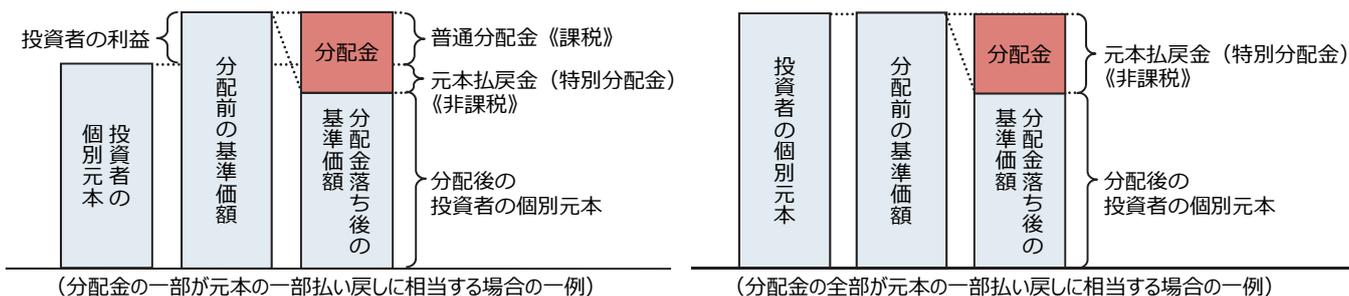 投資者の利益
投資者の
個別元本
分配前の基準価額
分配金
分配金落ち後の
基準価額
普通分配金《課税》
元本払戻金（特別分配金）
《非課税》
分配後の
投資者の個別元本
（分配金の一部が元本の一部払い戻しに相当する場合の一例）
投資者の個別元本
分配前の基準価額
分配金
分配金落ち後の
基準価額
元本払戻金（特別分配金）
《非課税》
分配後の
投資者の個別元本
（分配金の全部が元本の一部払い戻しに相当する場合の一例）